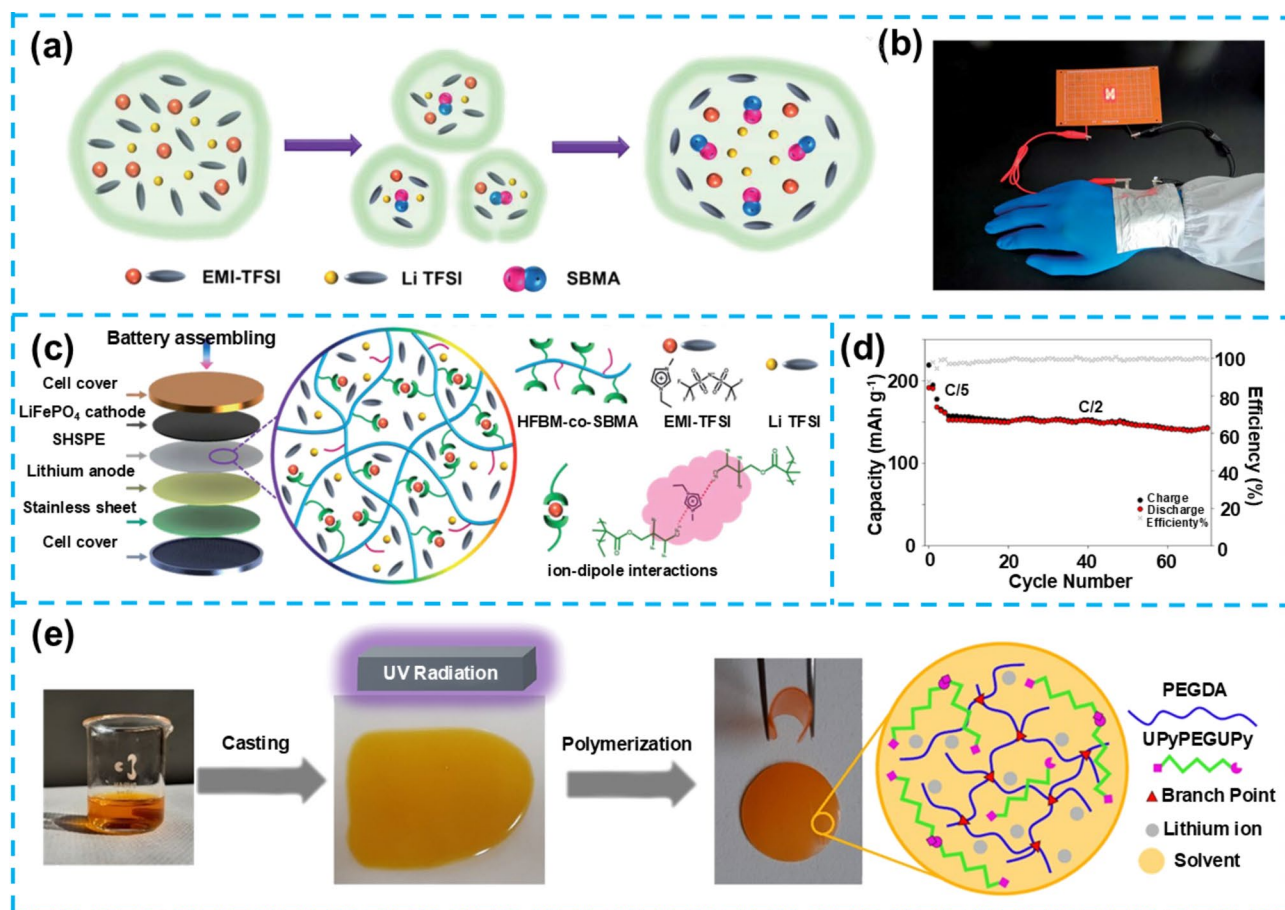 (a)
EMI-TFSI
Li TFSI
SBMA
(b)
(c)
Battery assembling
Cell cover
LiFePO₄ cathode
SHSPE
Lithium anode
Stainless sheet
Cell cover
HFBM-co-SBMA
EMI-TFSI
Li TFSI
ion-dipole interactions
(d)
Capacity (mAh g⁻¹)
200
150
0
C/5
C/2
Charge
Discharge
Efficienty%
0
20
40
60
Cycle Number
100
80
60
40
20
0
Efficiency (%)
(e)
Casting
UV Radiation
Polymerization
PEGDA
UPyPEGUPy
Branch Point
Lithium ion
Solvent